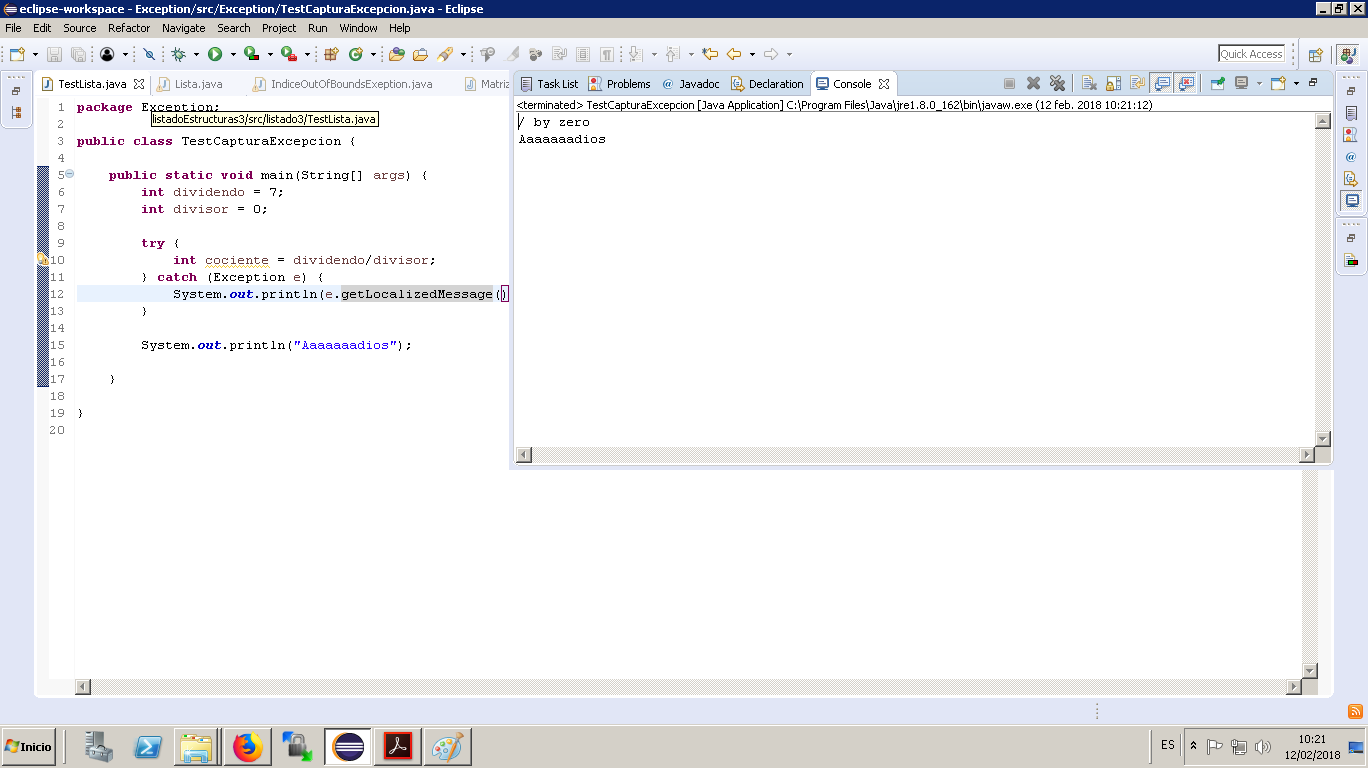 eclipse-workspace - Exception/src/Exception/TestCapturaExcepcion.java - Eclipse
File Edit Source Refactor Navigate Search Project Run Window Help
Quick Access
TestLista.java Lista.java IndiceOutOfBoundsExeption.java Matriz
1 package Exception;
listadoEstructuras3/src/listado3/TestLista.java
2
3 public class TestCapturaExcepcion {
4
5 public static void main(String[] args) {
6 int dividendo = 7;
7 int divisor = 0;
8
9 try {
10 int cociente = dividendo/divisor;
11 } catch (Exception e) {
12 System.out.println(e.getLocalizedMessage()
13 }
14
15 System.out.println("Aaaaaaadios");
16
17 }
18
19 }
20
Task List Problems @ Javadoc Declaration Console
<terminated> TestCapturaExcepcion [Java Application] C:\Program Files\Java\jre1.8.0_162\bin\javaw.exe (12 feb. 2018 10:21:12)
/ by zero
Aaaaaaadios
Inicio
ES
10:21
12/02/2018